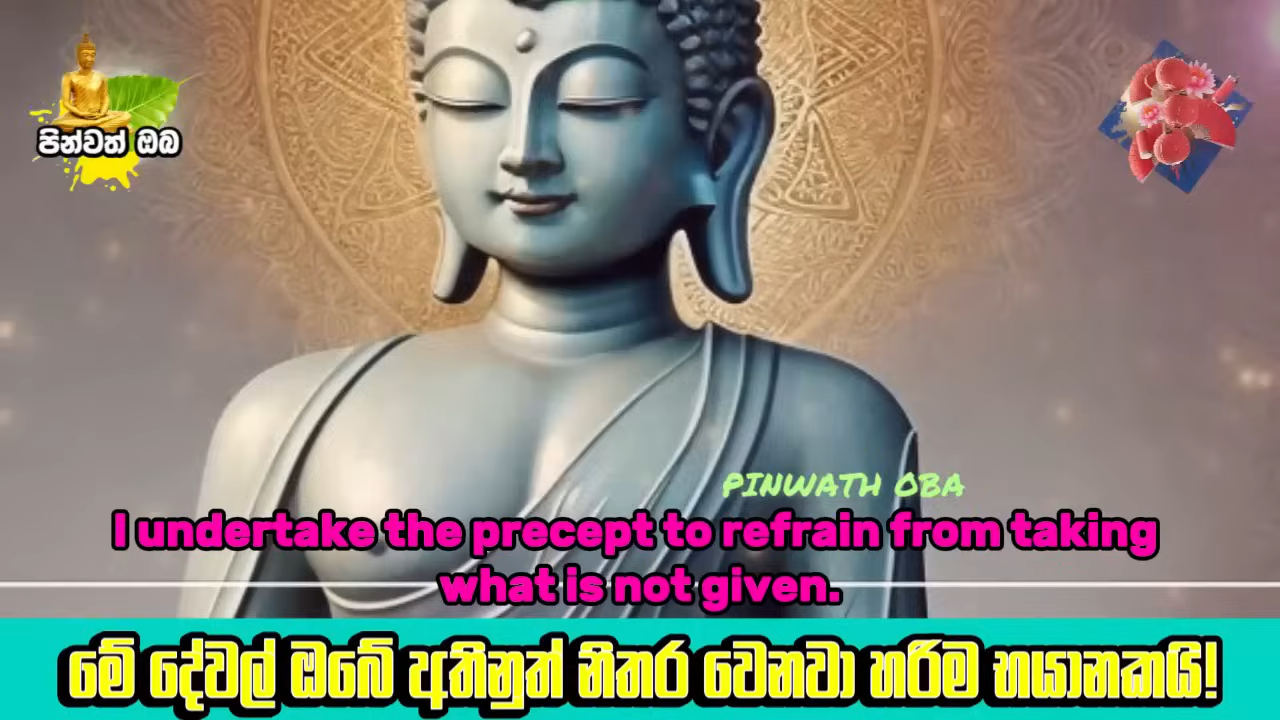 පින්වත් ඔබ
PINWATH OBA
I undertake the precept to refrain from taking
what is not given.
මේ දේවල් ඔබේ අතිනුත් නිතර වෙනවා හරිම භයානකයි!